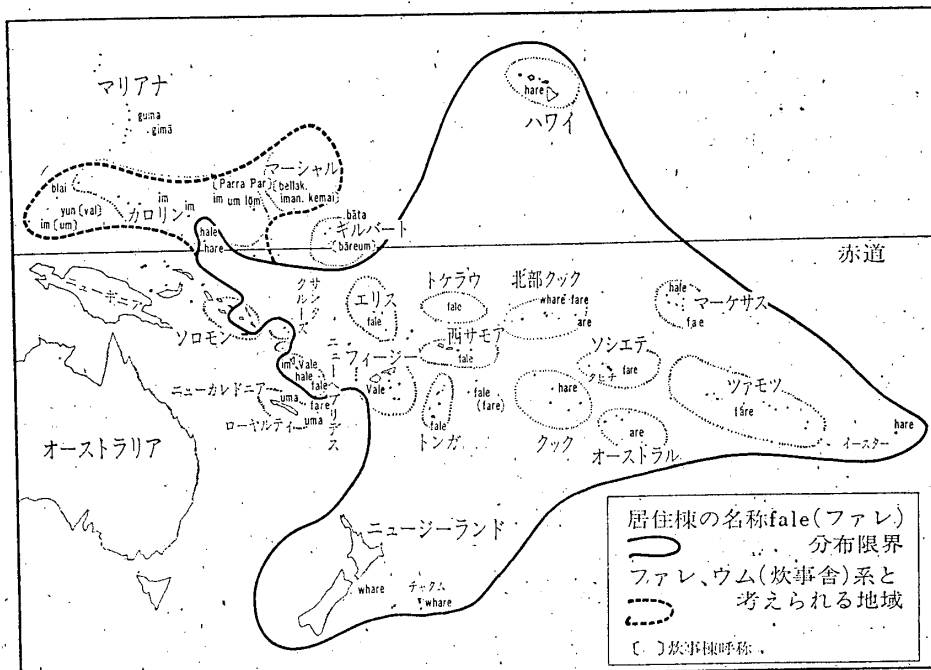 マリアナ
guma
gimā
hare
ハワイ
マーシャル
blai
(Parra Par)
(bellak.
im
im um lom
iman. kemai)
yun (val)
カロリン
im
im (um)
bāta
ギルバート
(bāreum)
hale
hare
赤道
ニューギニア
ソロモン
サンタクルーズ
エリス
fale
トケラウ
fale
北部クック
whare fare
are
hale
マーケサス
fae
西サモア
fale
ソシエテ
タヒチ
fare
im
Vale
hale
fale
ニューヘブリデス
フィージー
Vale
ニューカレドニア
uma
fare
ローヤルティ
uma
fale
トンガ
fale
(fare)
hare
クック
are
オーストラル
ツァモツ
fare
イースター
hare
オーストラリア
ニュージーランド
whare
チャタム
whare
居住棟の名称fale(ファレ)
分布限界
ファレ、ウム(炊事舎)系と
考えられる地域
( )炊事棟呼称